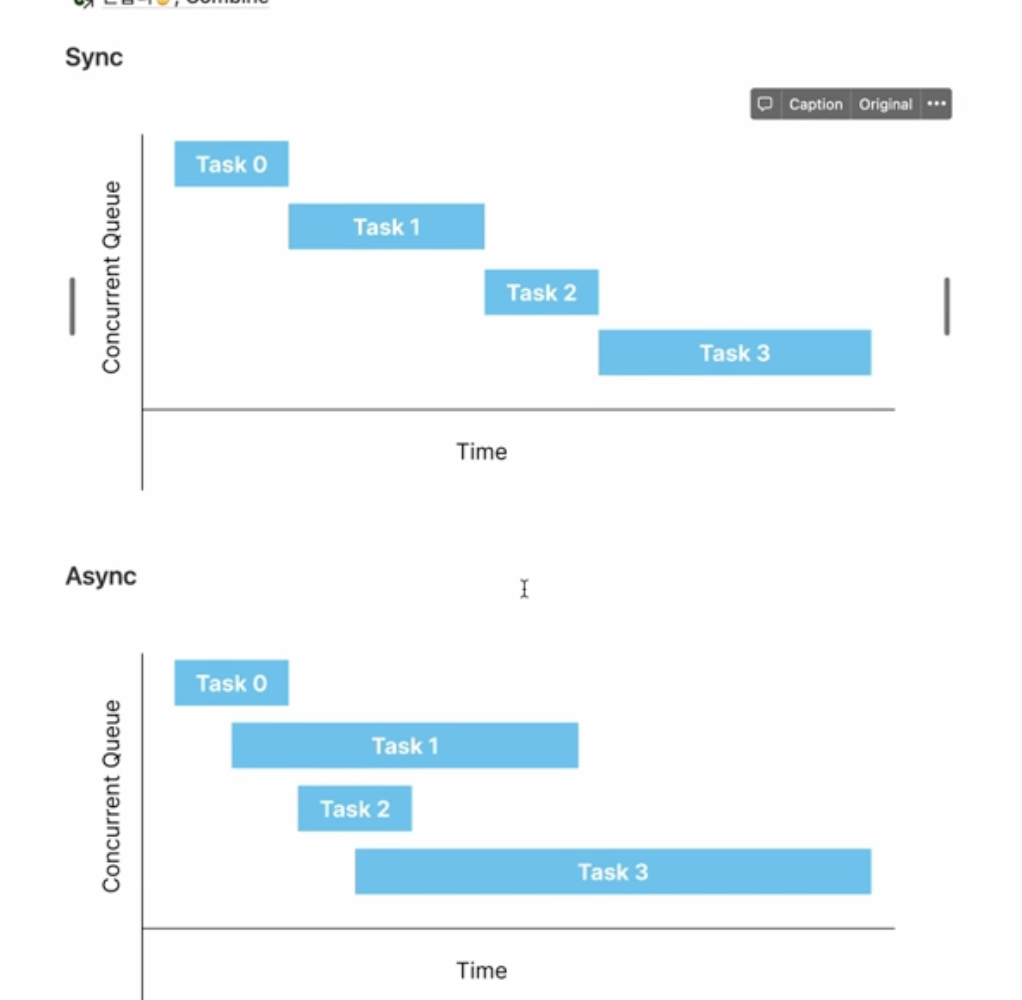 , Combine
Sync
Caption Original
Task 0
Task 1
Task 2
Task 3
Concurrent Queue
Time
Async
Task 0
Task 1
Task 2
Task 3
Concurrent Queue
Time